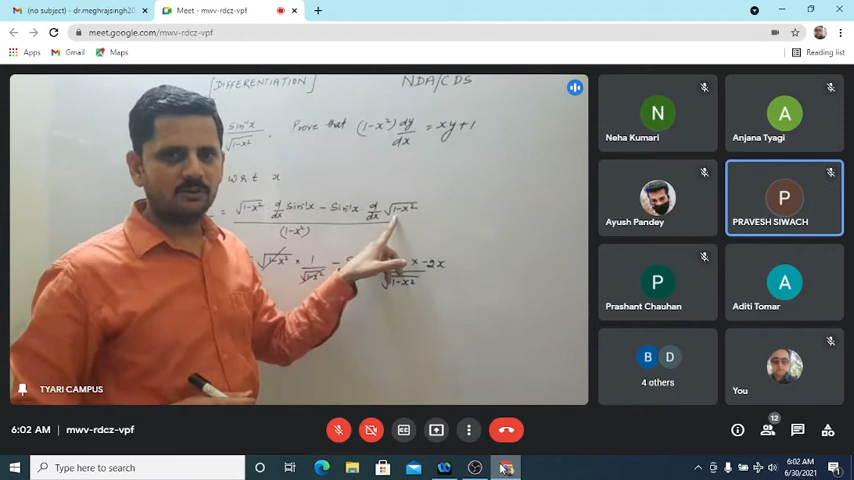 (no subject) - dr.meghrajsingh20
Meet - mwv-rdcz-vpf
meet.google.com/mwv-rdcz-vpf
Apps
Gmail
Maps
Reading list
[DIFFERENTIATION]
NDA/CDS
sin⁻¹x / √1-x² . Prove that (1-x²) dy/dx = xy+1
w.r.t x
= √1-x² d/dx sin⁻¹x - sin⁻¹x d/dx √1-x²
(1-x²)
√1-x² × 1/√1-x² - × -2x
√1-x²
TYARI CAMPUS
N
Neha Kumari
A
Anjana Tyagi
Ayush Pandey
P
PRAVESH SIWACH
Prashant Chauhan
A
Aditi Tomar
B D
4 others
You
6:02 AM | mwv-rdcz-vpf
12
Type here to search
6:02 AM
6/30/2021
1